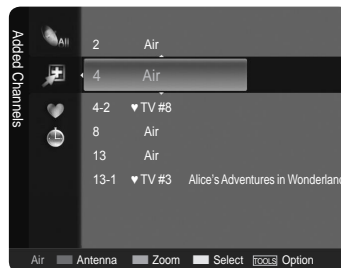 Added Channels
All
2 Air
4 Air
4-2 ♥ TV #8
8 Air
13 Air
13-1 ♥ TV #3 Alice's Adventures in Wonderland
Air Antenna Zoom Select TOOLS Option